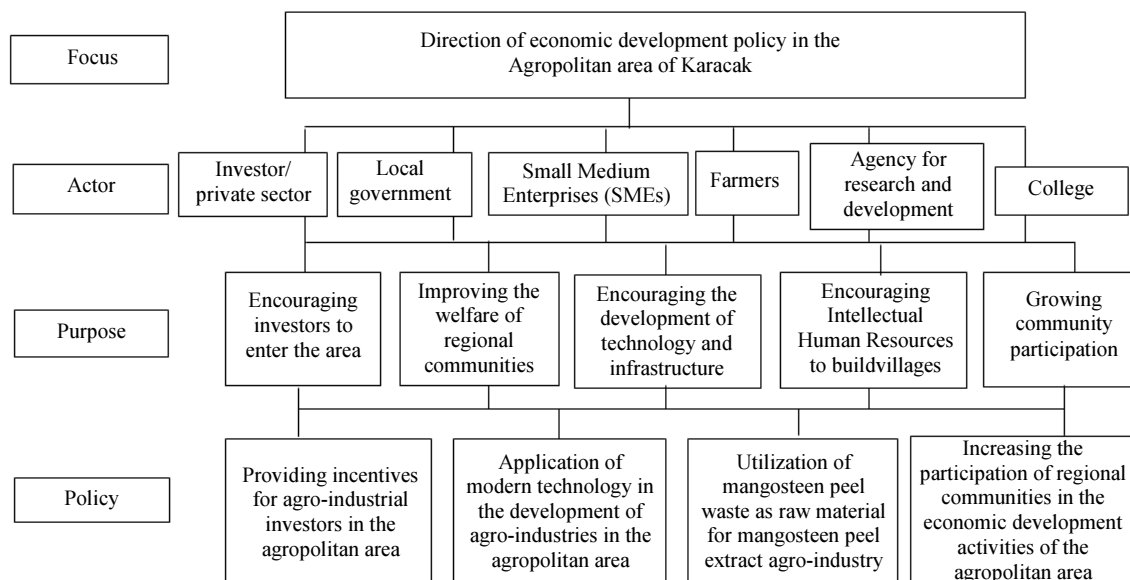 Focus
Direction of economic development policy in the
Agropolitan area of Karacak
Actor
Investor/
private sector
Local
government
Small Medium
Enterprises (SMEs)
Farmers
Agency for
research and
development
College
Purpose
Encouraging
investors to
enter the area
Improving the
welfare of
regional
communities
Encouraging the
development of
technology and
infrastructure
Encouraging
Intellectual
Human Resources
to buildvillages
Growing
community
participation
Policy
Providing incentives
for agro-industrial
investors in the
agropolitan area
Application of
modern technology in
the development of
agro-industries in the
agropolitan area
Utilization of
mangosteen peel
waste as raw material
for mangosteen peel
extract agro-industry
Increasing the
participation of regional
communities in the
economic development
activities of the
agropolitan area